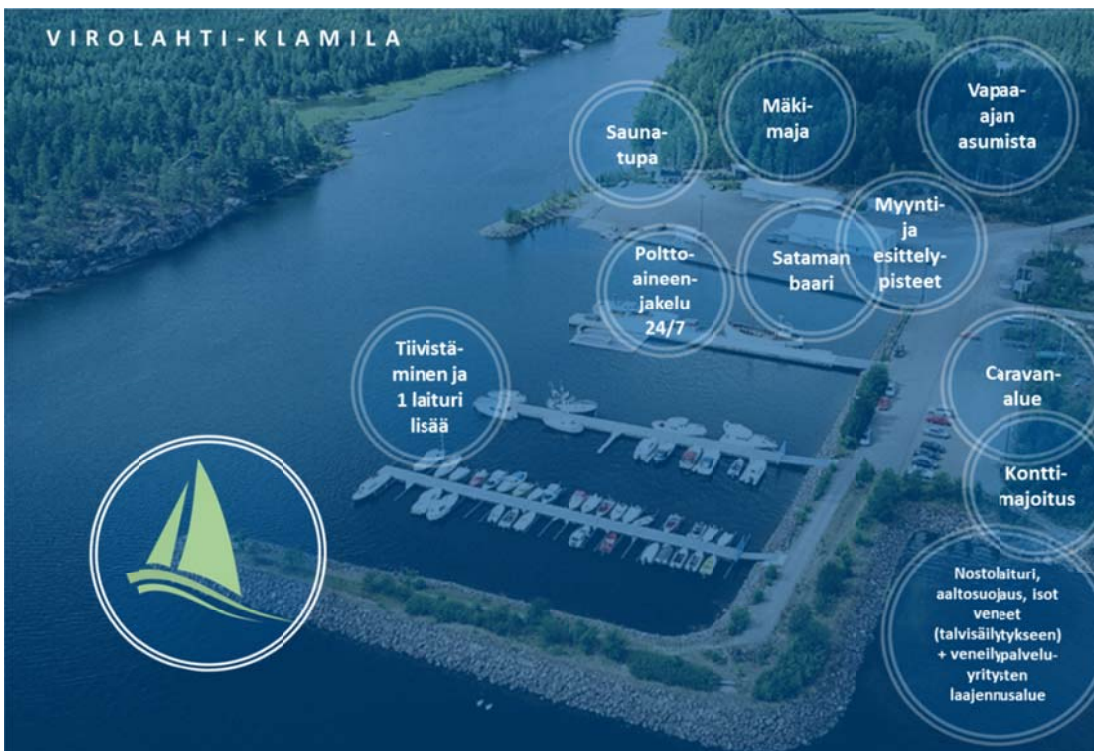 VIROLAHTI-KLAMILA
Sauna-
tupa
Mäki-
maja
Vapaa-
ajan
asumista
Myynti-
ja
esittely-
pisteet
Sataman
baari
Poltto-
aineen-
jakelu
24/7
Tiivistä-
minen ja
1 laituri
lisää
Caravan-
alue
Kontti-
majoitus
Nostolaituri,
aaltosuojaus, isot
veneet
(talvisäilytykseen)
+ veneilypalvelu-
yritysten
laajennusalue